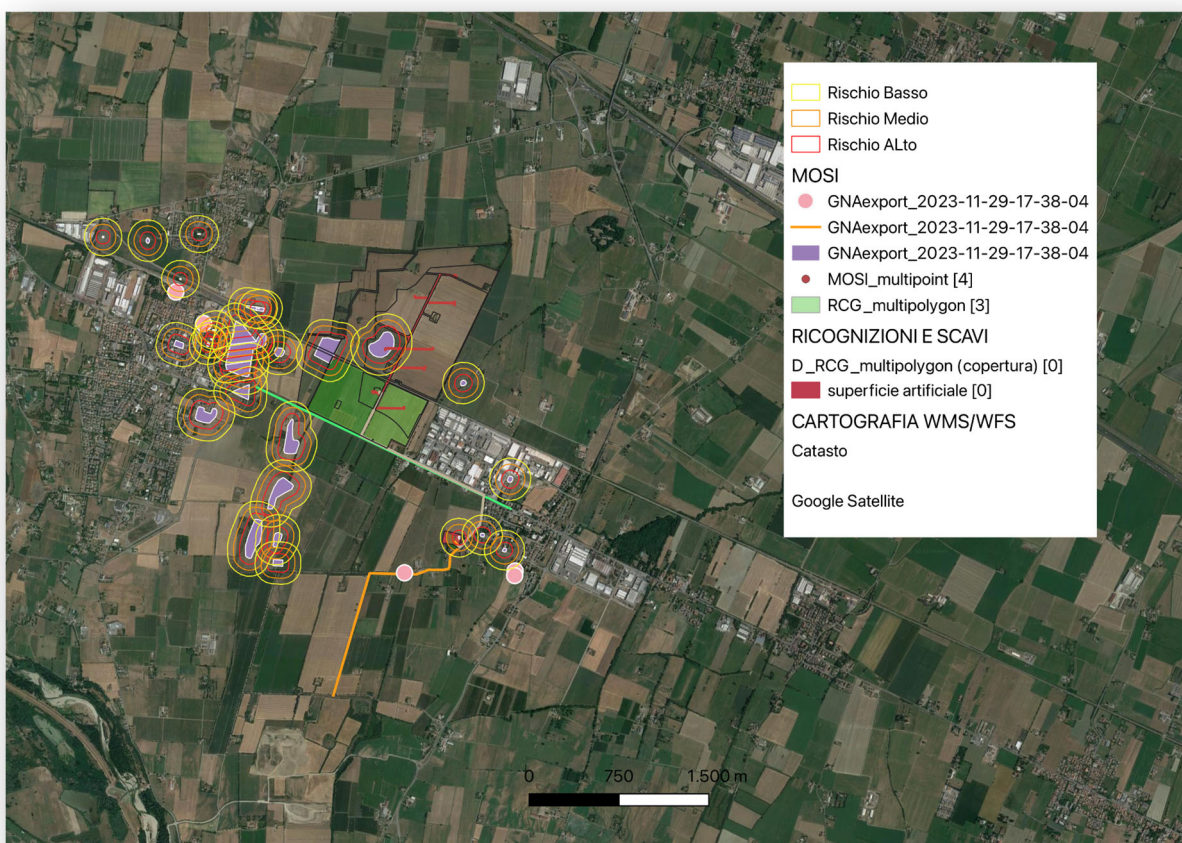 Rischio Basso
Rischio Medio
Rischio ALto
MOSI
GNAexport_2023-11-29-17-38-04
GNAexport_2023-11-29-17-38-04
GNAexport_2023-11-29-17-38-04
MOSI_multipoint [4]
RCG_multipolygon [3]
RICOGNIZIONI E SCAVI
D_RCG_multipolygon (copertura) [0]
superficie artificiale [0]
CARTOGRAFIA WMS/WFS
Catasto
Google Satellite
0 750 1.500 m